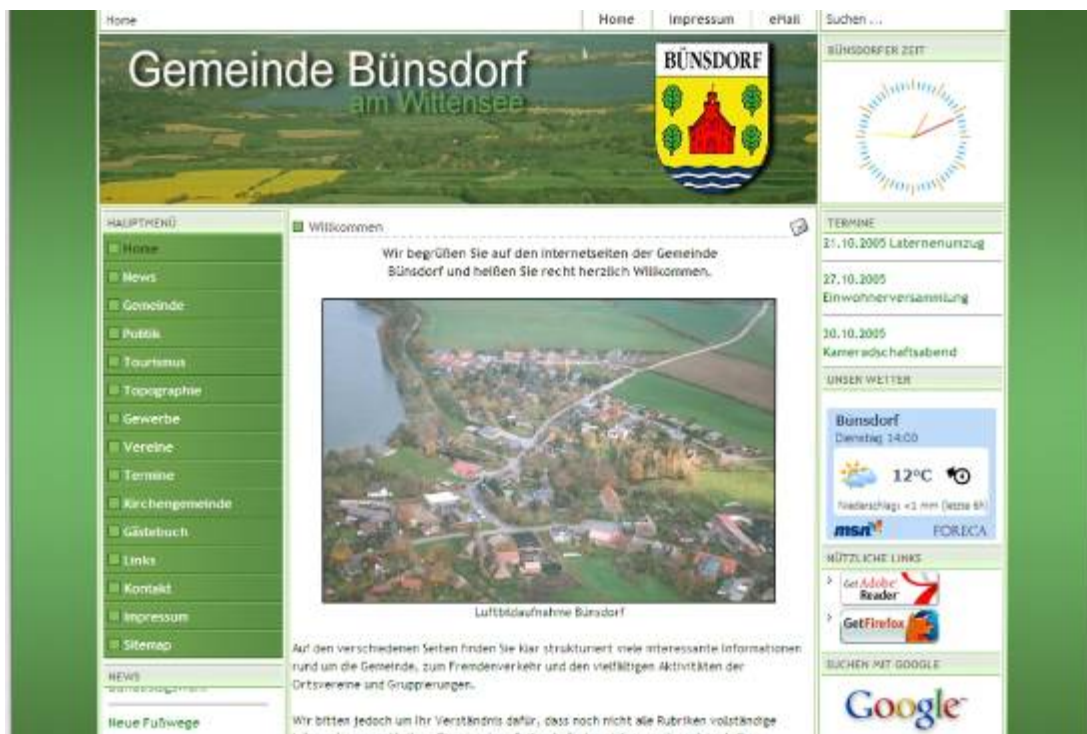 Home
Home
Impressum
eMail
Suchen ...
Gemeinde Bünsdorf
am Wittensee
BÜNSDORF
BÜNSDORFER ZEIT
HAUPTMENÜ
Home
News
Gemeinde
Politik
Tourismus
Topographie
Gewerbe
Vereine
Termine
Kirchengemeinde
Gästebuch
Links
Kontakt
Impressum
Sitemap
NEWS
Neue Fußwege
Willkommen
Wir begrüßen Sie auf den Internetseiten der Gemeinde
Bünsdorf und heißen Sie recht herzlich Willkommen.
Luftbildaufnahme Bünsdorf
Auf den verschiedenen Seiten finden Sie klar strukturiert viele interessante Informationen
rund um die Gemeinde, zum Fremdenverkehr und den vielfältigen Aktivitäten der
Ortsvereine und Gruppierungen.
Wir bitten jedoch um Ihr Verständnis dafür, dass noch nicht alle Rubriken vollständige
TERMINE
21.10.2005 Laternenumzug
27.10.2005
Einwohnerversammlung
30.10.2005
Kameradschaftsabend
UNSER WETTER
Bunsdorf
Dienstag 14:00
12°C
Niederschlag: <1 mm (letzte 6h)
msn
FORECA
NÜTZLICHE LINKS
Get Adobe
Reader
Get Firefox
SUCHEN MIT GOOGLE
Google